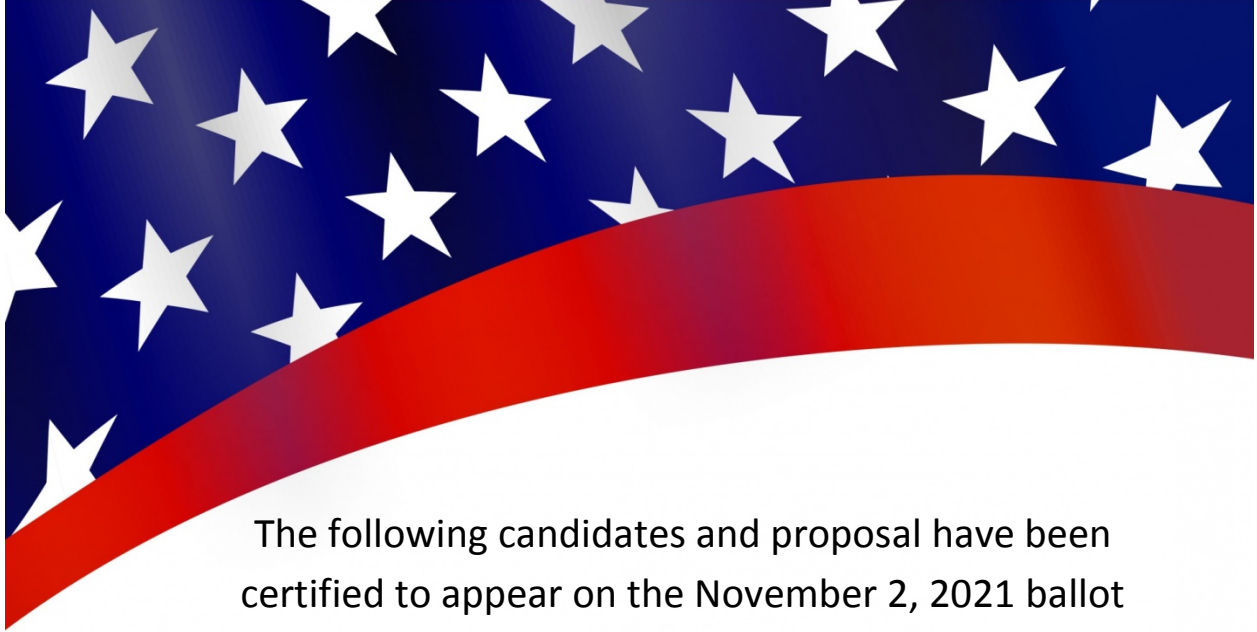 The following candidates and proposal have been
certified to appear on the November 2, 2021 ballot